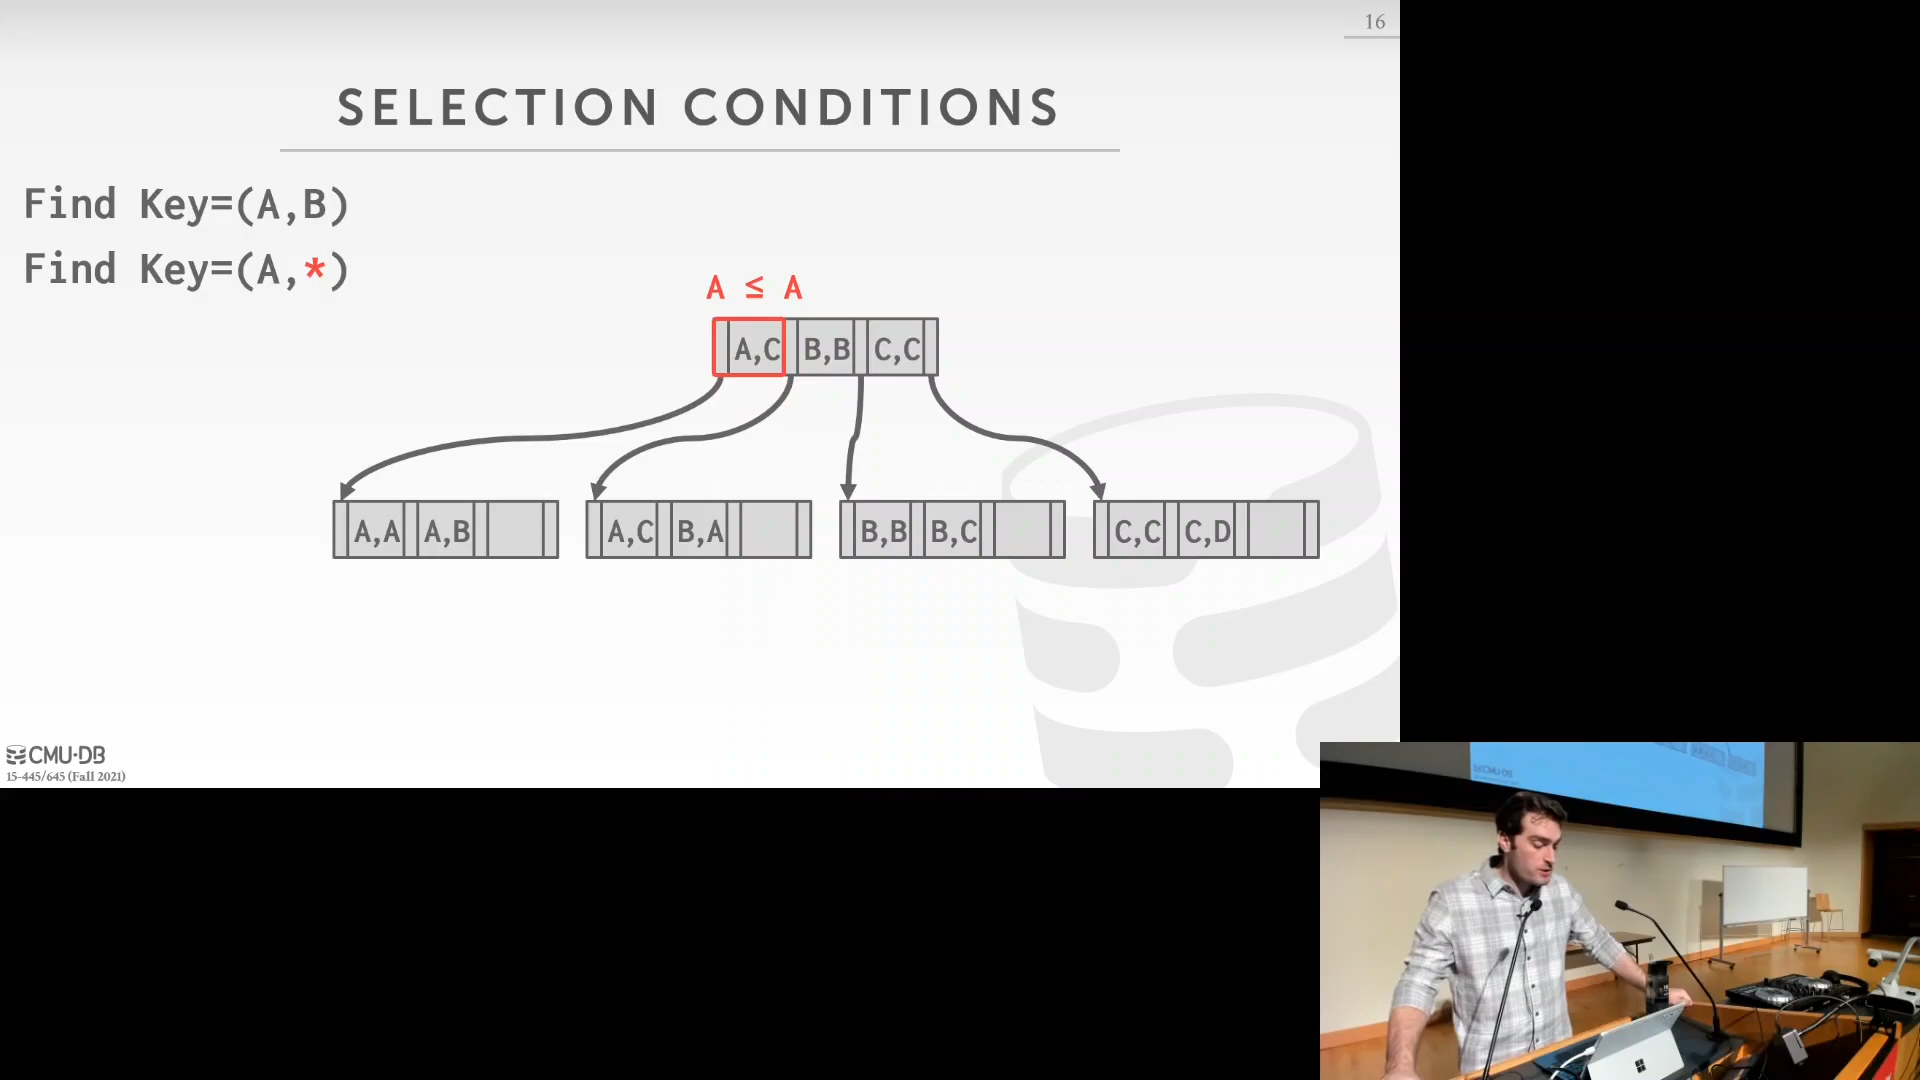 16
SELECTION CONDITIONS
Find Key=(A,B)
Find Key=(A,*)
A ≤ A
A,C B,B C,C
A,A A,B A,C B,A B,B B,C C,C C,D
CMU·DB
15-445/645 (Fall 2021)